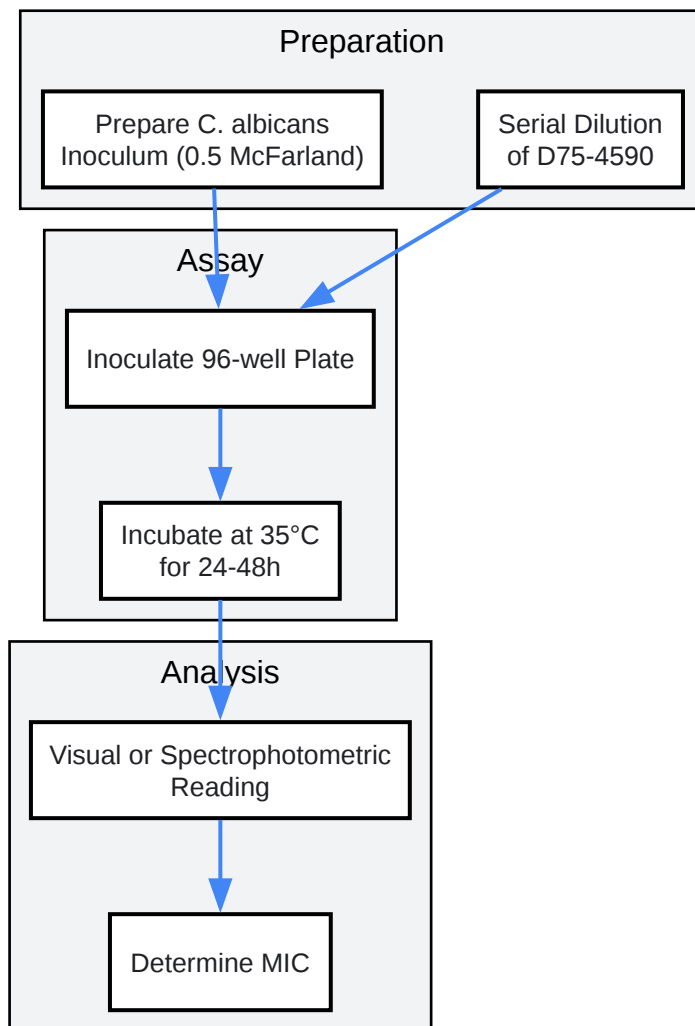 Preparation
Prepare C. albicans
Inoculum (0.5 McFarland)
Serial Dilution
of D75-4590
Assay
Inoculate 96-well Plate
Incubate at 35°C
for 24-48h
Analysis
Visual or Spectrophotometric
Reading
Determine MIC